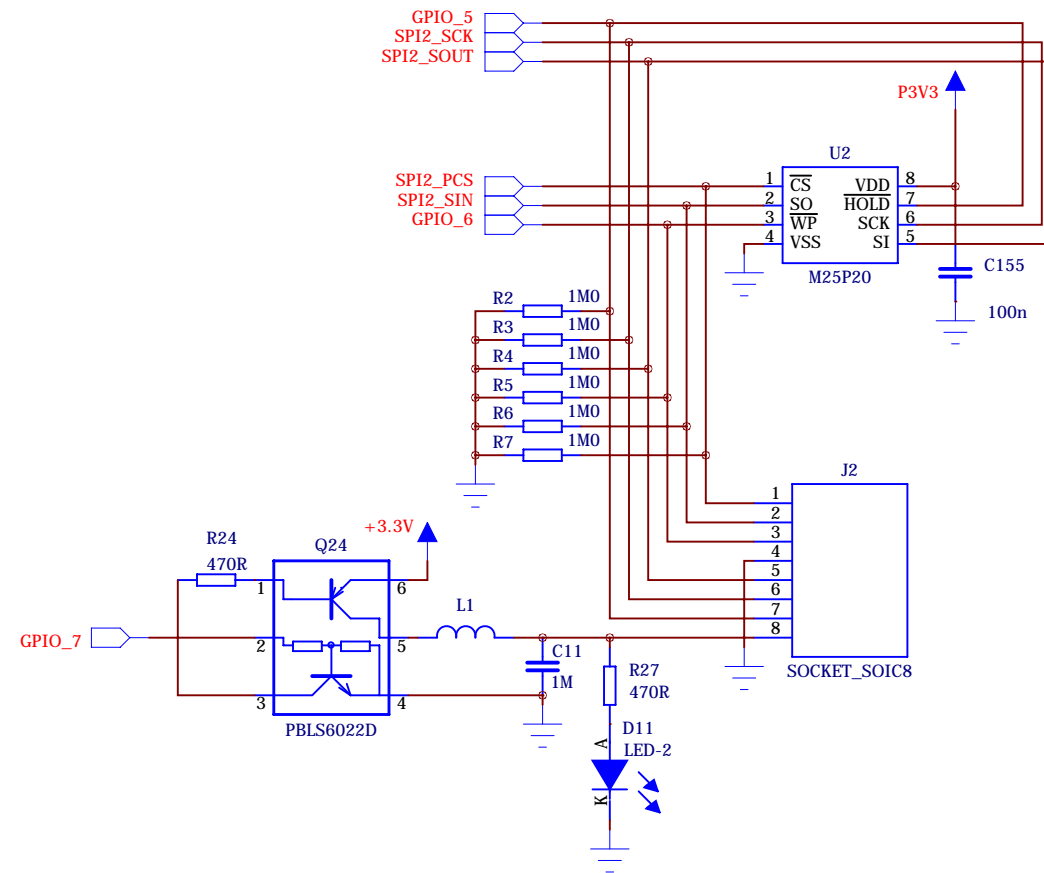 GPIO_5
SPI2_SCK
SPI2_SOUT
P3V3
U2
SPI2_PCS
SPI2_SIN
GPIO_6
1 CS VDD 8
2 SO HOLD 7
3 WP SCK 6
4 VSS SI 5
M25P20
C155
100n
R2 1M0
R3 1M0
R4 1M0
R5 1M0
R6 1M0
R7 1M0
J2
1
2
3
4
5
6
7
8
SOCKET_SOIC8
+3.3V
R24
470R
Q24
1 6
2 5
3 4
PBLS6022D
GPIO_7
L1
C11
1M
R27
470R
D11
LED-2
A
K